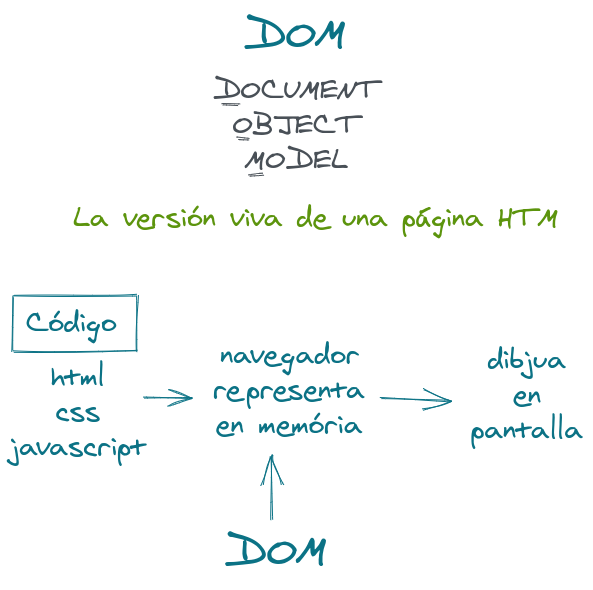 DOM
DOCUMENT
OBJECT
MODEL
La versión viva de una página HTM
Código
html
css
javascript
navegador
representa
en memória
dibjua
en
pantalla
DOM